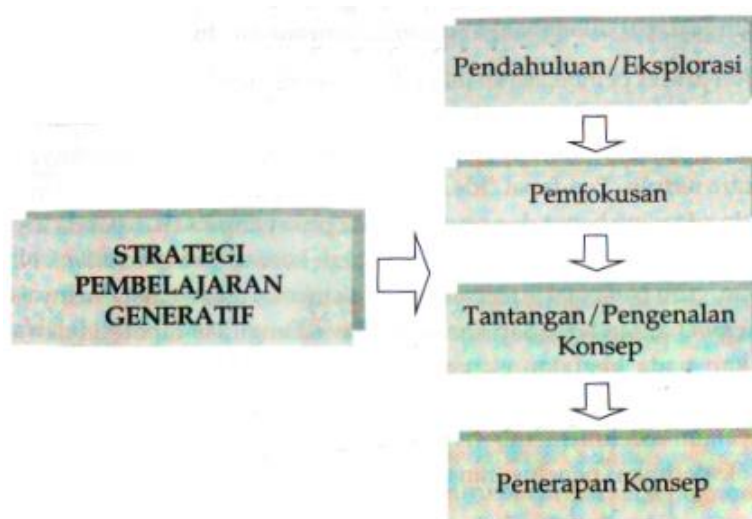 Pendahuluan/Eksplorasi
Pemfokusan
STRATEGI
PEMBELAJARAN
GENERATIF
Tantangan/Pengenalan
Konsep
Penerapan Konsep